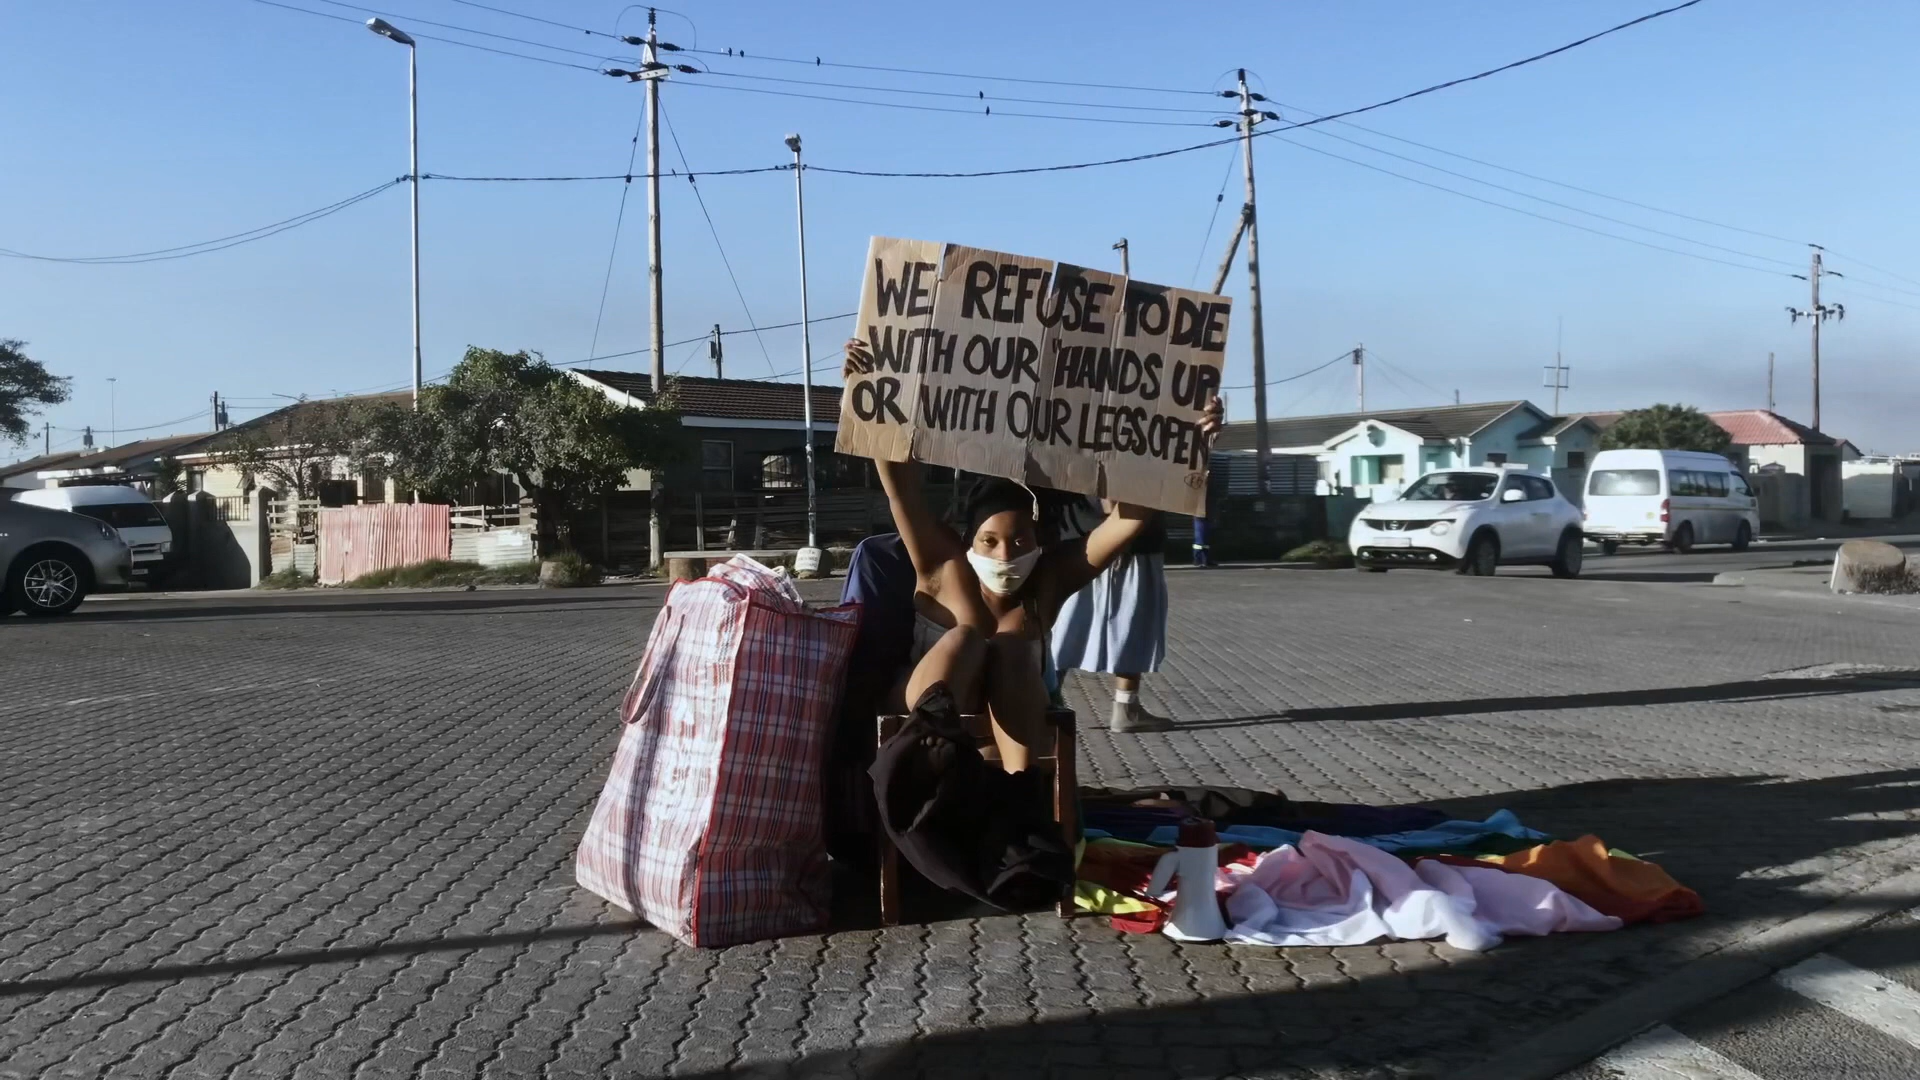 WE REFUSE TO DIE
WITH OUR "HANDS UP
OR WITH OUR LEGS OPEN